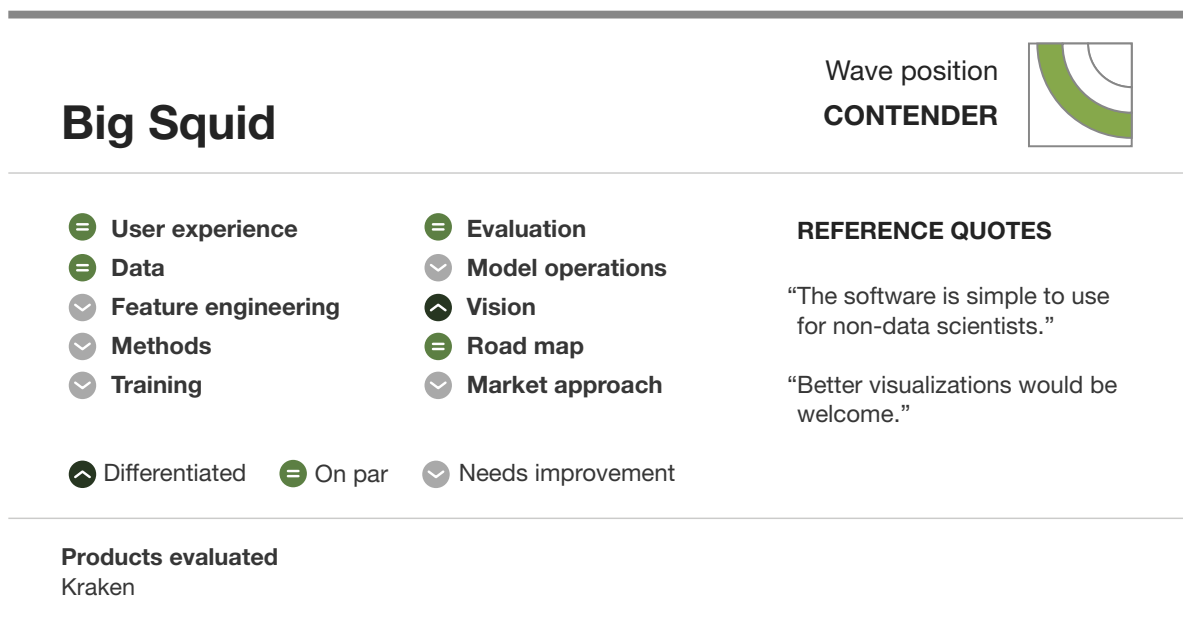 Big Squid
Wave position
CONTENDER
User experience
Data
Feature engineering
Methods
Training
Evaluation
Model operations
Vision
Road map
Market approach
REFERENCE QUOTES
“The software is simple to use
for non-data scientists.”
“Better visualizations would be
welcome.”
Differentiated
On par
Needs improvement
Products evaluated
Kraken